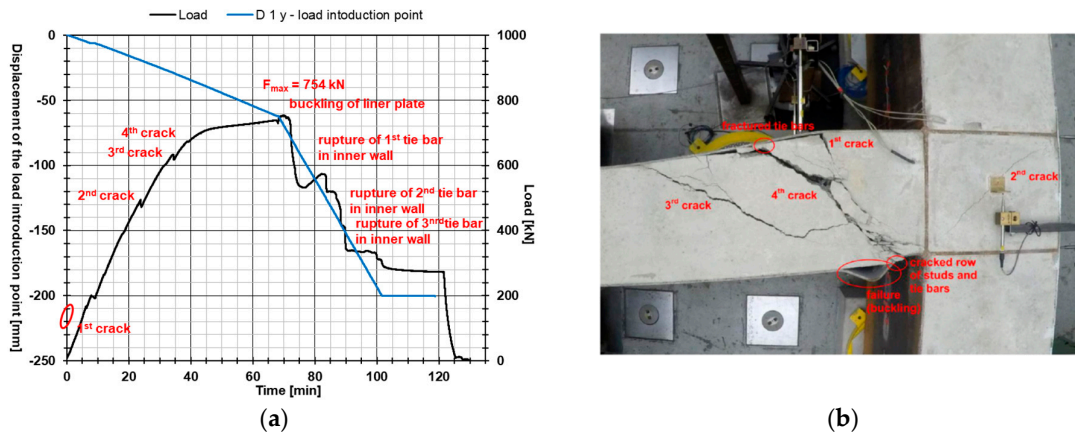 Load
D 1 y - load intoduction point
Displacement of the load introduction point [mm]
0
-50
-100
-150
-200
-250
1000
800
600
400
200
0
Load [kN]
0
20
40
60
80
100
120
Time [min]
Fmax = 754 kN
buckling of liner plate
4th crack
3rd crack
rupture of 1st tie bar
in inner wall
2nd crack
rupture of 2nd tie bar
in inner wall
rupture of 3nrd tie bar
in inner wall
1st crack
(a)
fractured tie bars
1st crack
2nd crack
3rd crack
4th crack
cracked row
of studs and
tie bars
failure
(buckling)
(b)